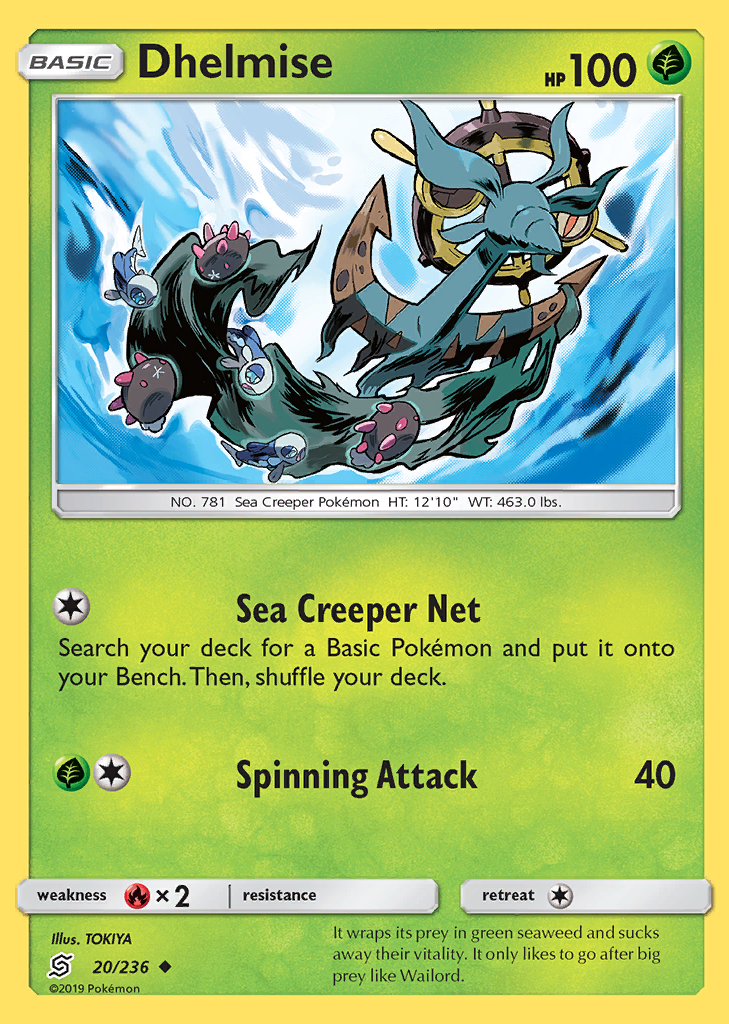 BASIC Dhelmise HP 100
NO. 781 Sea Creeper Pokémon HT: 12'10" WT: 463.0 lbs.
Sea Creeper Net
Search your deck for a Basic Pokémon and put it onto
your Bench. Then, shuffle your deck.
Spinning Attack 40
weakness × 2 resistance retreat
Illus. TOKIYA
20/236
©2019 Pokémon
It wraps its prey in green seaweed and sucks
away their vitality. It only likes to go after big
prey like Wailord.